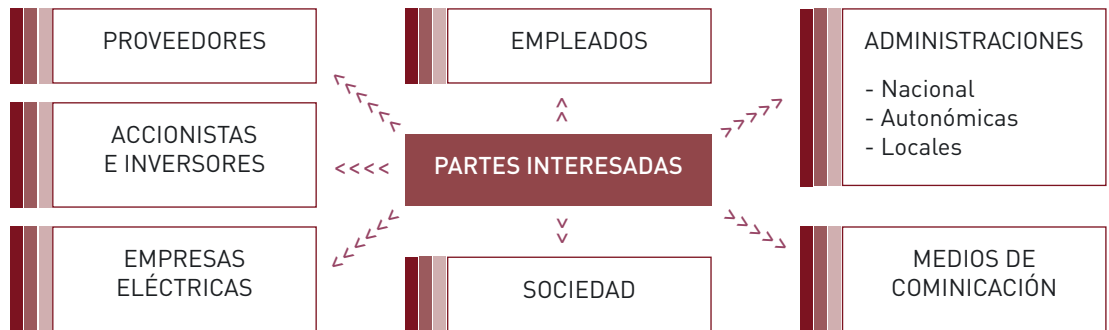 PROVEEDORES
EMPLEADOS
ADMINISTRACIONES
- Nacional
- Autonómicas
- Locales
ACCIONISTAS
E INVERSORES
PARTES INTERESADAS
EMPRESAS
ELÉCTRICAS
SOCIEDAD
MEDIOS DE
COMINICACIÓN